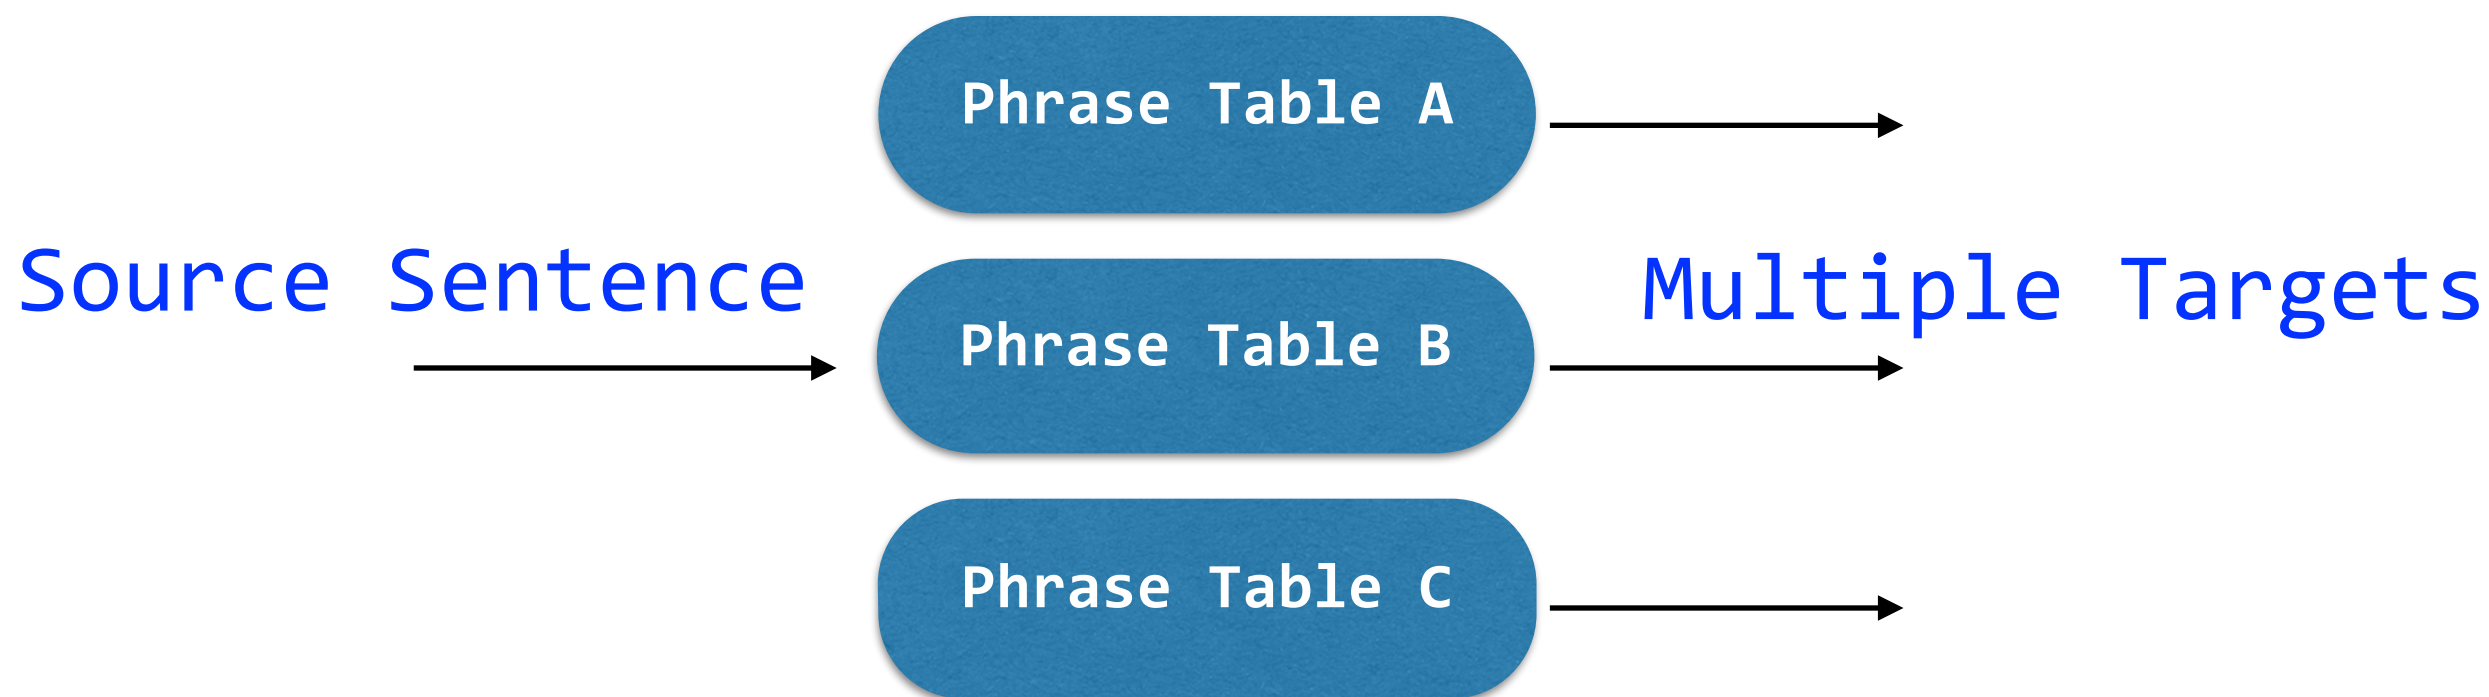 Phrase Table A
Source Sentence
Multiple Targets
Phrase Table B
Phrase Table C